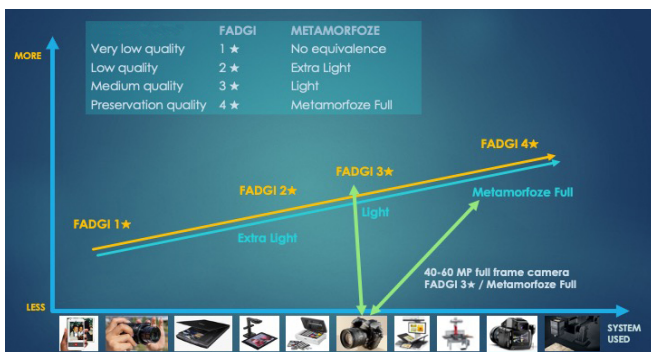 FADGI METAMORFOZE
Very low quality 1 ★ No equivalence
Low quality 2 ★ Extra Light
Medium quality 3 ★ Light
Preservation quality 4 ★ Metamorfoze Full
MORE
FADGI 4★
FADGI 3★
FADGI 2★
Metamorfoze Full
Light
FADGI 1★
Extra Light
40-60 MP full frame camera
FADGI 3★ / Metamorfoze Full
LESS
SYSTEM
USED